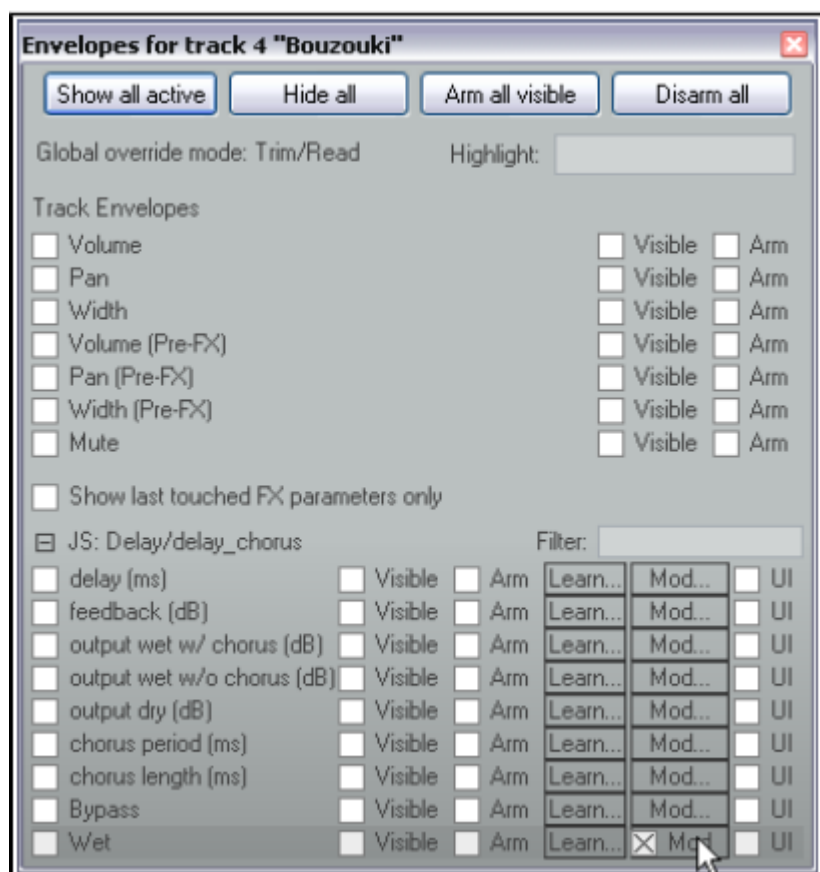 Envelopes for track 4 "Bouzouki"
Show all active Hide all Arm all visible Disarm all
Global override mode: Trim/Read Highlight:
Track Envelopes
Volume Visible Arm
Pan Visible Arm
Width Visible Arm
Volume (Pre-FX) Visible Arm
Pan (Pre-FX) Visible Arm
Width (Pre-FX) Visible Arm
Mute Visible Arm
Show last touched FX parameters only
JS: Delay/delay_chorus Filter:
delay (ms) Visible Arm Learn... Mod... UI
feedback (dB) Visible Arm Learn... Mod... UI
output wet w/ chorus (dB) Visible Arm Learn... Mod... UI
output wet w/o chorus (dB) Visible Arm Learn... Mod... UI
output dry (dB) Visible Arm Learn... Mod... UI
chorus period (ms) Visible Arm Learn... Mod... UI
chorus length (ms) Visible Arm Learn... Mod... UI
Bypass Visible Arm Learn... Mod... UI
Wet Visible Arm Learn... Mod UI